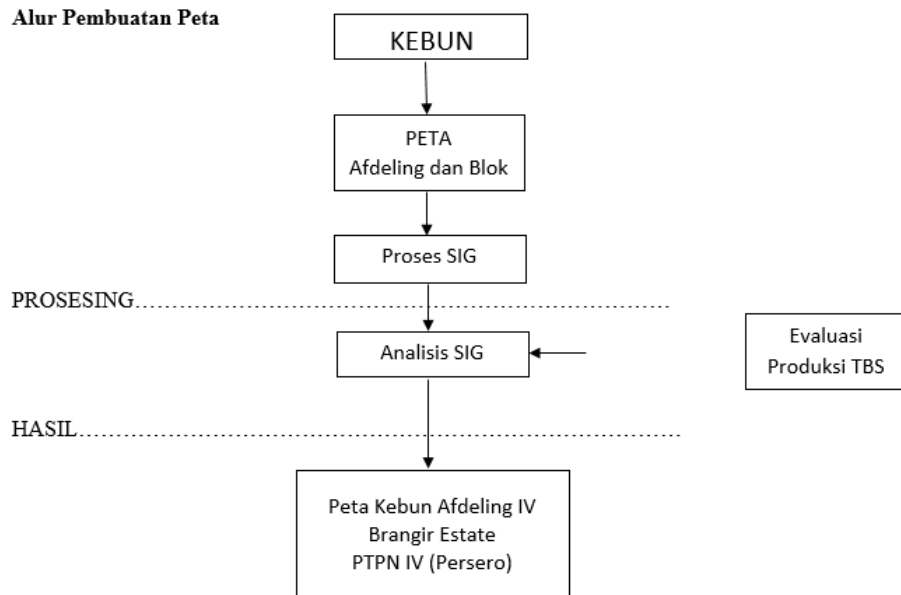 Alur Pembuatan Peta
KEBUN
PETA
Afdeling dan Blok
Proses SIG
PROSESING
Analisis SIG
Evaluasi
Produksi TBS
HASIL
Peta Kebun Afdeling IV
Brangir Estate
PTPN IV (Persero)